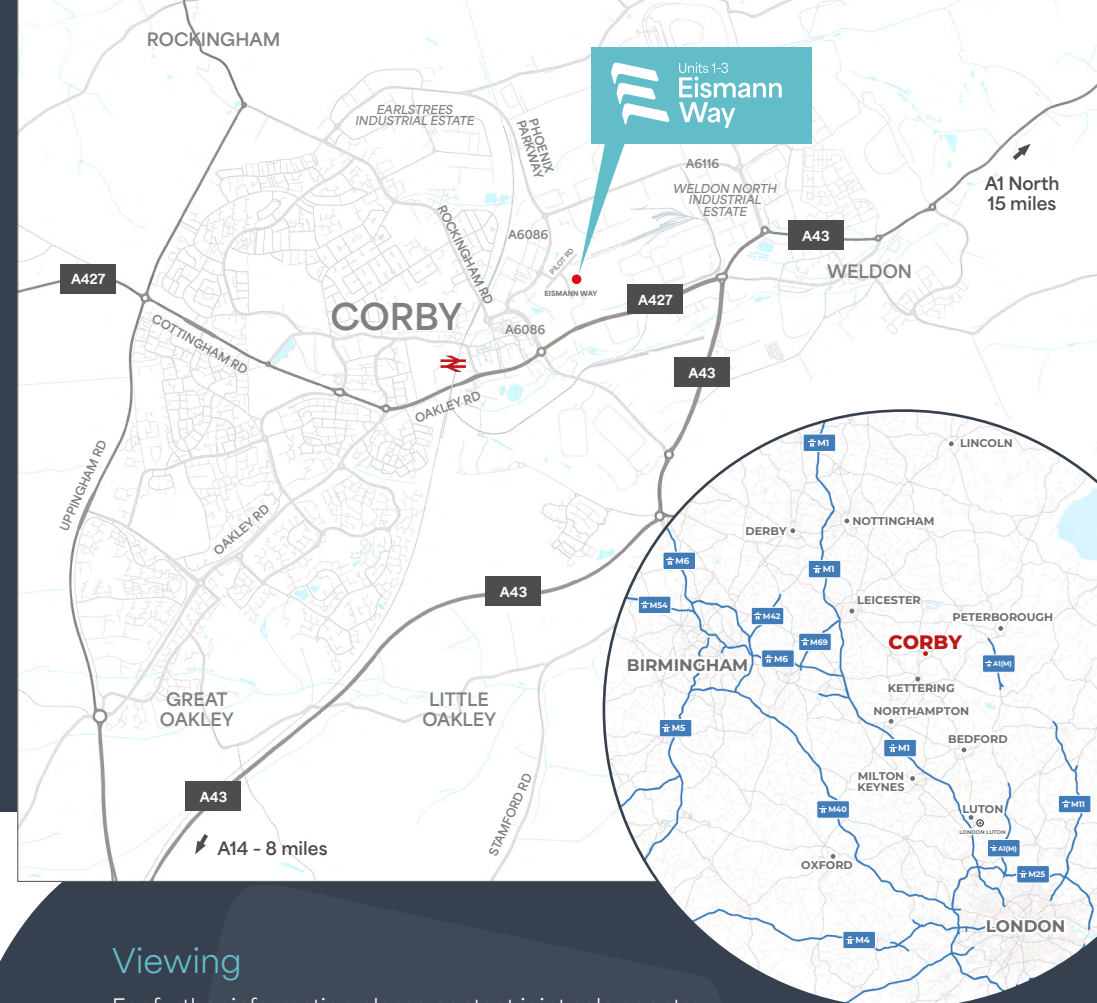 ROCKINGHAM
Units 1-3
Eismann
Way
EARLSTREES
INDUSTRIAL ESTATE
PHOENIX
PARKWAY
A6116
WELDON NORTH
INDUSTRIAL
ESTATE
A1 North
15 miles
ROCKINGHAM RD
A6086
PILOT RD
A43
WELDON
A427
EISMANN WAY
A427
CORBY
A6086
COTTINGHAM RD
A43
OAKLEY RD
UPPINGHAM RD
OAKLEY RD
A43
GREAT
OAKLEY
LITTLE
OAKLEY
A43
STAMFORD RD
A14 - 8 miles
M1
LINCOLN
NOTTINGHAM
DERBY
M6
M1
M54
M42
LEICESTER
PETERBOROUGH
M69
CORBY
BIRMINGHAM
M6
A1(M)
KETTERING
NORTHAMPTON
M5
BEDFORD
M1
MILTON
KEYNES
M40
LUTON
M11
LONDON LUTON
A1(M)
OXFORD
M25
LONDON
M4
Viewing